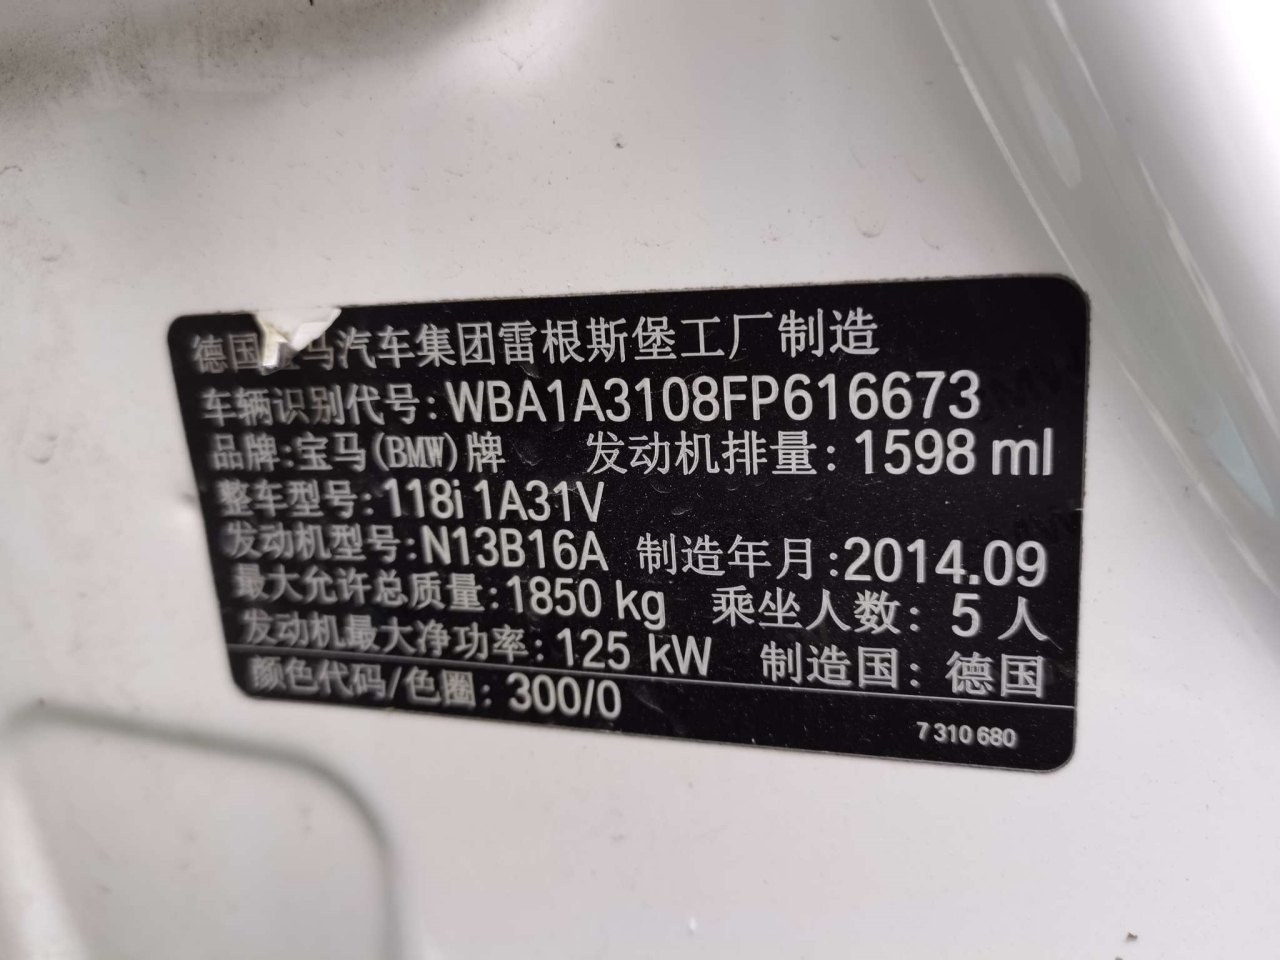 德国宝马汽车集团雷根斯堡工厂制造
车辆识别代号:WBA1A3108FP616673
品牌:宝马(BMW)牌 发动机排量:1598 ml
整车型号:118i 1A31V
发动机型号:N13B16A 制造年月:2014.09
最大允许总质量:1850 kg 乘坐人数:5人
发动机最大净功率:125 kW 制造国:德国
颜色代码/色圈:300/0
7 310 680